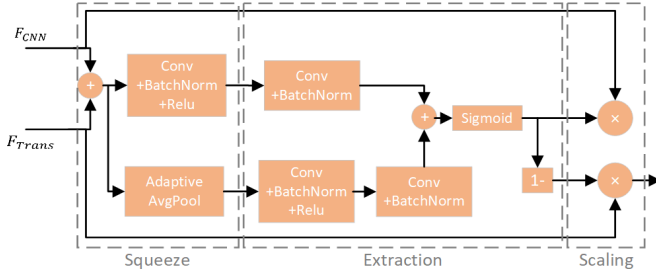 F_CNN
F_Trans
+
Conv
+BatchNorm
+Relu
Adaptive
AvgPool
Conv
+BatchNorm
Conv
+BatchNorm
+Relu
Conv
+BatchNorm
+
Sigmoid
1-
×
×
Squeeze
Extraction
Scaling